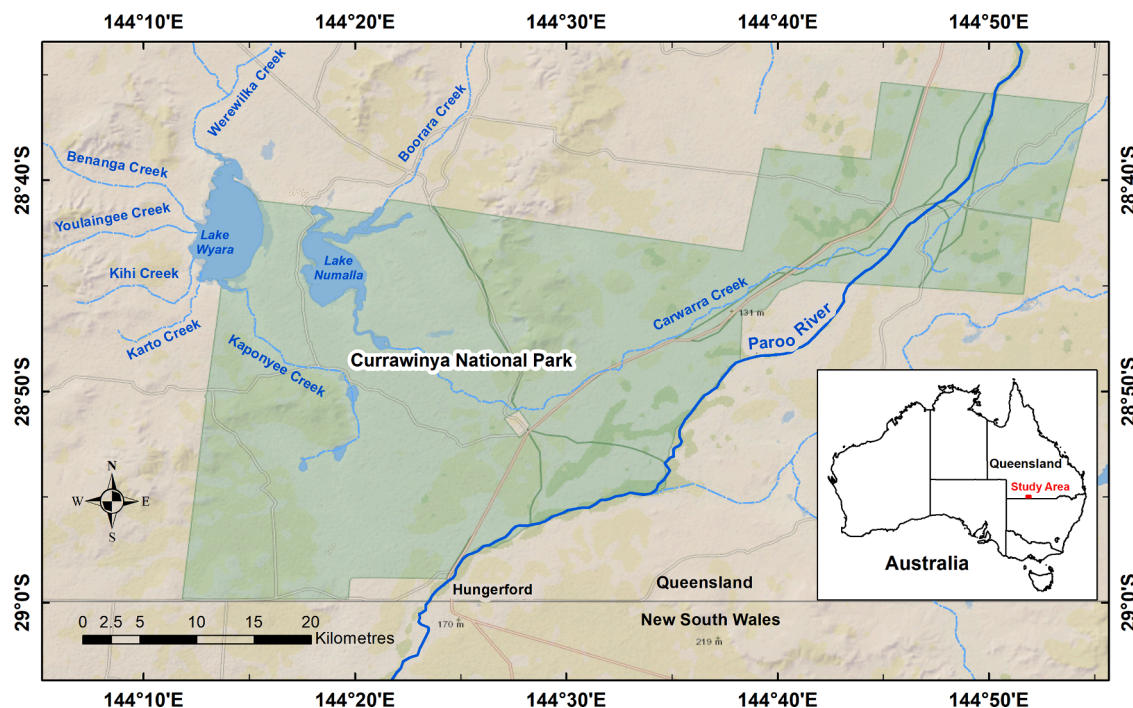 144°10'E
144°20'E
144°30'E
144°40'E
144°50'E
28°40'S
28°40'S
28°50'S
28°50'S
29°0'S
29°0'S
Werewilka Creek
Boorara Creek
Benanga Creek
Youlaingee Creek
Lake
Wyara
Lake
Numalla
Kihi Creek
Karto Creek
Kaponyee Creek
Carwarra Creek
131 m
Paroo River
Currawinya National Park
N
W
E
S
Queensland
Study Area
Australia
Hungerford
Queensland
New South Wales
170 m
219 m
0 2.5 5 10 15 20
Kilometres
144°10'E
144°20'E
144°30'E
144°40'E
144°50'E